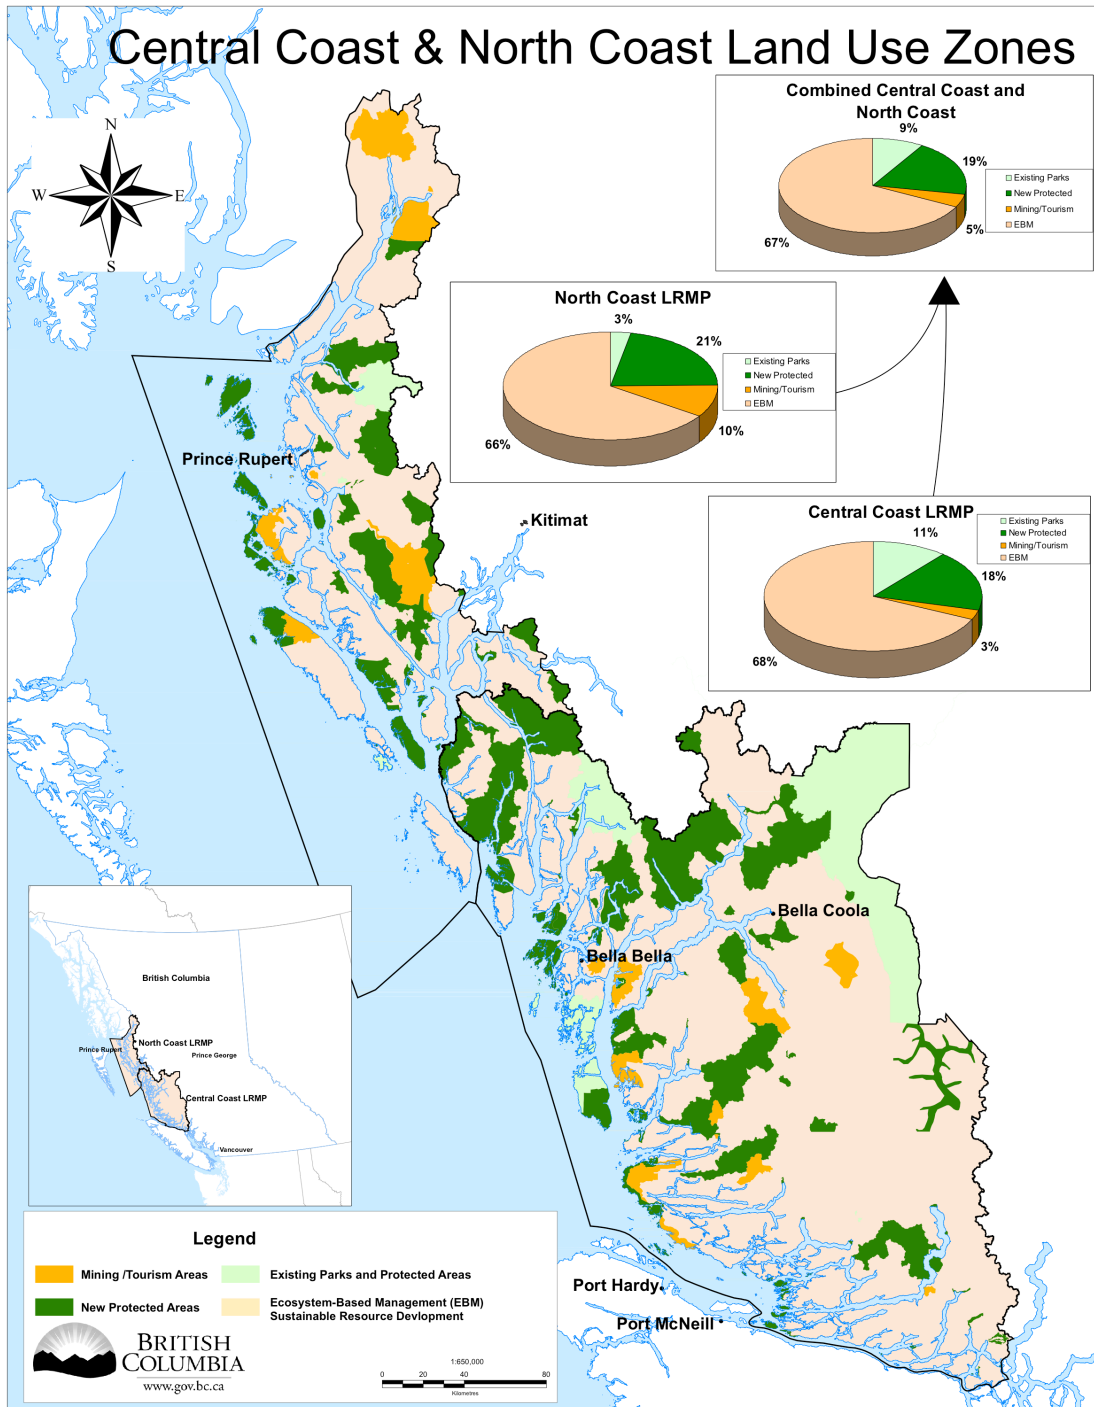 Central Coast & North Coast Land Use Zones
N
W
E
S
Combined Central Coast and
North Coast
9%
19%
5%
67%
Existing Parks
New Protected
Mining/Tourism
EBM
North Coast LRMP
3%
21%
10%
66%
Existing Parks
New Protected
Mining/Tourism
EBM
Central Coast LRMP
11%
18%
3%
68%
Existing Parks
New Protected
Mining/Tourism
EBM
Prince Rupert
Kitimat
Bella Coola
Bella Bella
Port Hardy
Port McNeill
British Columbia
North Coast LRMP
Prince Rupert
Prince George
Central Coast LRMP
Vancouver
Legend
Mining /Tourism Areas
Existing Parks and Protected Areas
New Protected Areas
Ecosystem-Based Management (EBM)
Sustainable Resource Devlopment
BRITISH
COLUMBIA
www.gov.bc.ca
1:650,000
0 20 40 80
Kilometres